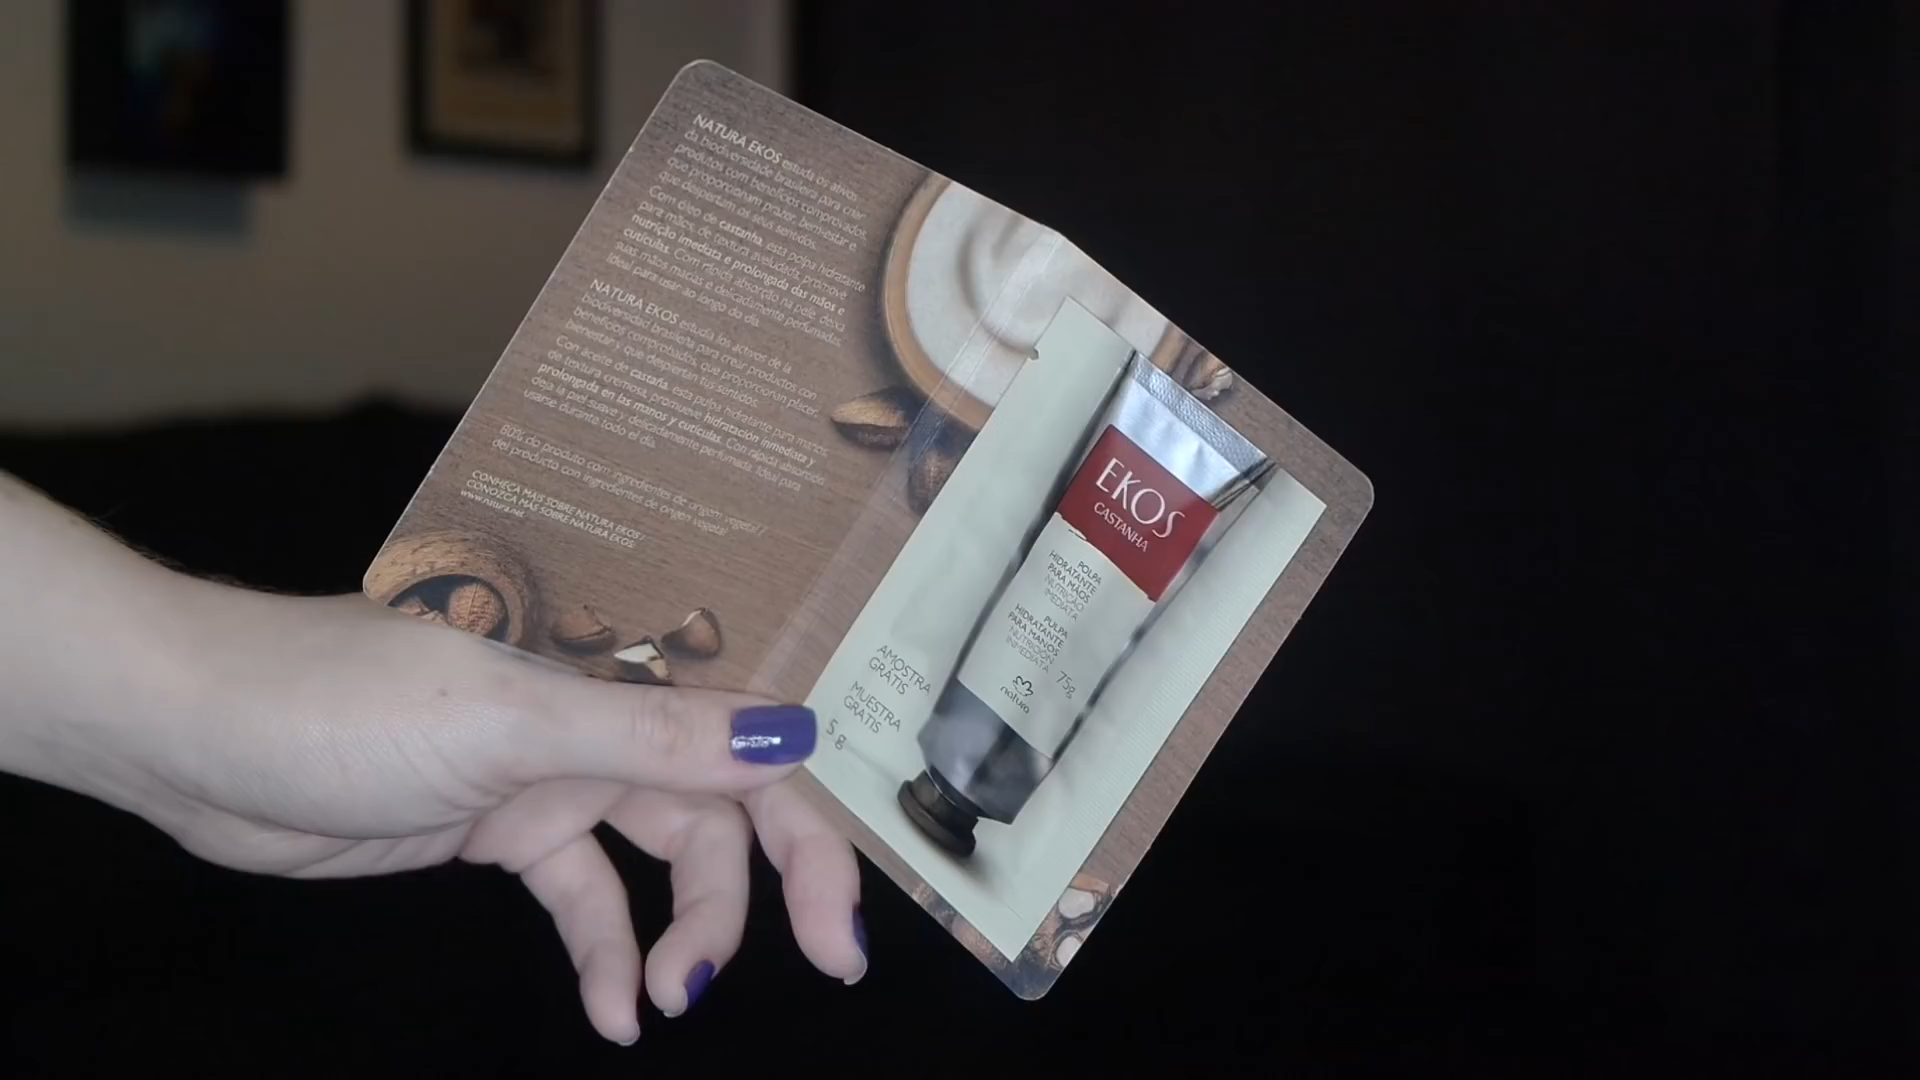 NATURA EKOS estuda os ativos
da biodiversidade brasileira para criar
produtos com benefícios comprovados,
que proporcionam prazer, bem-estar e
que despertam os seus sentidos.
Com óleo de castanha, esta polpa hidratante
para mãos, de textura aveludada, promove
nutrição imediata e prolongada das mãos e
cutículas. Com rápida absorção na pele, deixa
suas mãos macias e delicadamente perfumadas.
Ideal para usar ao longo do dia.
NATURA EKOS estudia los activos de la
biodiversidad brasileña para crear productos con
beneficios comprobados, que proporcionan placer,
bienestar y que despiertan tus sentidos.
Con aceite de castaña, esta pulpa hidratante para manos,
de textura cremosa, promueve hidratación inmediata y
prolongada en las manos y cutículas. Con rápida absorción,
deja la piel suave y delicadamente perfumada. Ideal para
usarse durante todo el día.
80% do produto com ingredientes de origem vegetal /
del producto con ingredientes de origen vegetal
CONHEÇA MAIS SOBRE NATURA EKOS /
CONOZCA MÁS SOBRE NATURA EKOS:
www.natura.net
EKOS
CASTANHA
POLPA
HIDRATANTE
PARA MÃOS
NUTRIÇÃO
IMEDIATA
PULPA
HIDRATANTE
PARA MANOS
NUTRICIÓN
INMEDIATA
75g
natura
AMOSTRA
GRÁTIS
MUESTRA
GRATIS
5 g